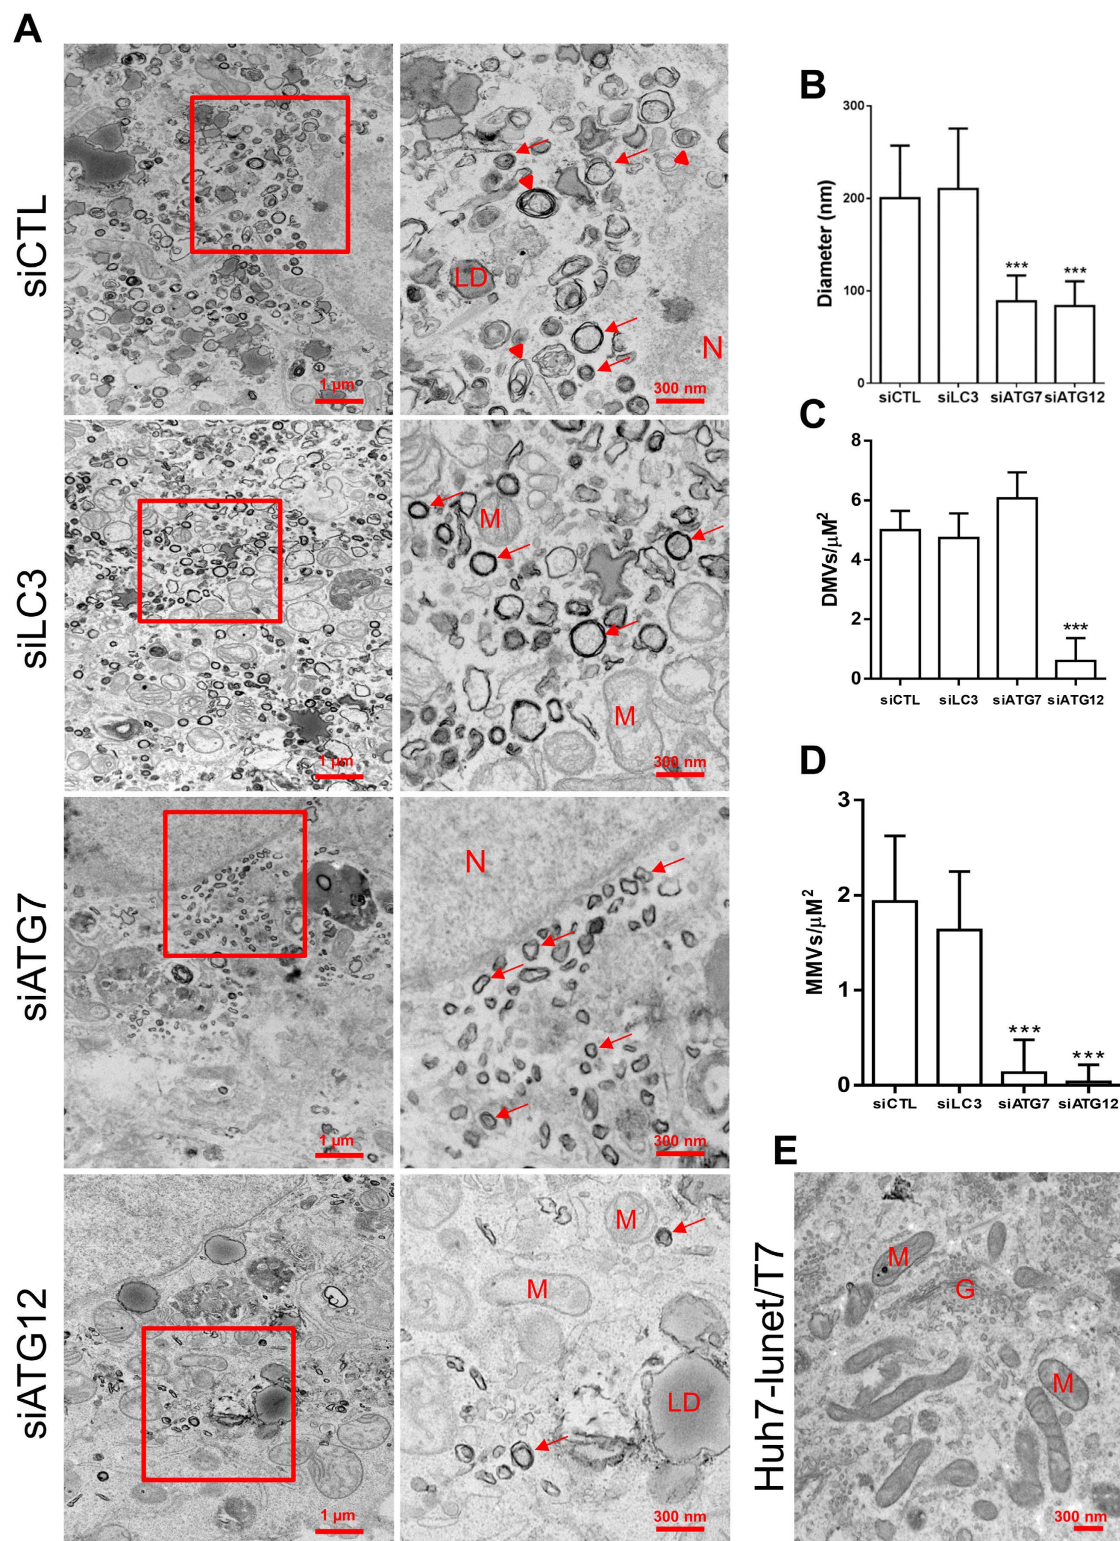 A
siCTL
1 µm
LD
N
300 nm
siLC3
1 µm
M
M
300 nm
siATG7
1 µm
N
300 nm
siATG12
1 µm
M
M
LD
300 nm
B
Diameter (nm)
300
200
100
0
***
***
siCTL siLC3 siATG7 siATG12
C
DMVs/µM²
8
6
4
2
0
***
siCTL siLC3 siATG7 siATG12
D
MMVs/µM²
3
2
1
0
***
***
siCTL siLC3 siATG7 siATG12
E
Huh7-lunet/T7
M
G
M
300 nm